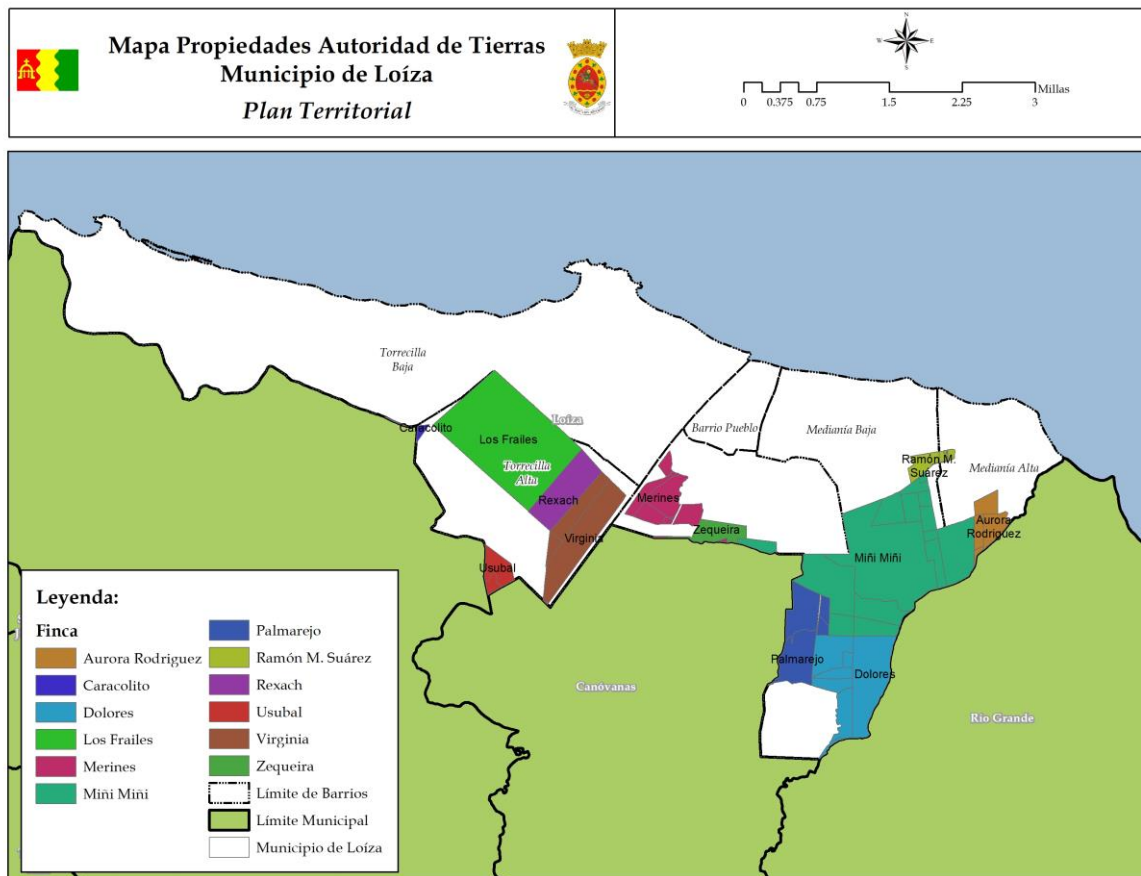 Mapa Propiedades Autoridad de Tierras
Municipio de Loíza
Plan Territorial
N
W
E
S
0
0.375
0.75
1.5
2.25
3
Millas
Torrecilla
Baja
Caracolito
Los Frailes
Loíza
Torrecilla
Alta
Rexach
Virginia
Usubal
Barrio Pueblo
Medianía Baja
Ramón M.
Suárez
Medianía Alta
Merines
Zequeira
Aurora
Rodriguez
Miñi Miñi
Palmarejo
Dolores
Canóvanas
Río Grande
Leyenda:
Finca
Aurora Rodriguez
Caracolito
Dolores
Los Frailes
Merines
Miñi Miñi
Palmarejo
Ramón M. Suárez
Rexach
Usubal
Virginia
Zequeira
Límite de Barrios
Límite Municipal
Municipio de Loíza